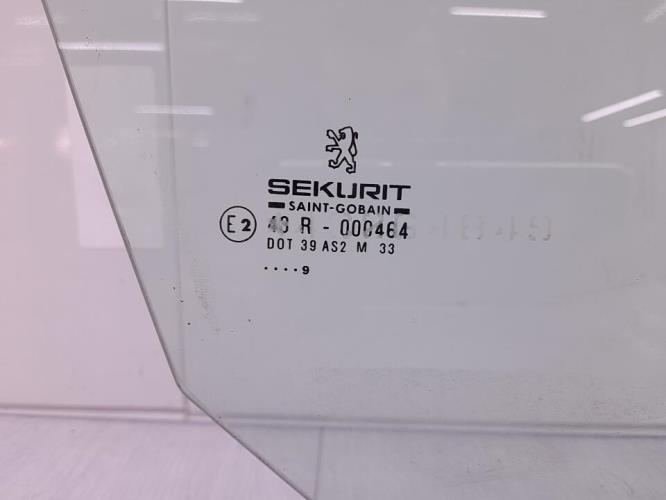 SEKURIT
SAINT-GOBAIN
E2 43 R - 000464
DOT 39 AS2 M 33
....9